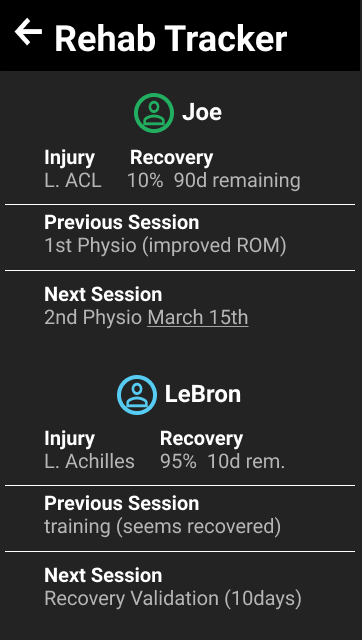 Rehab Tracker
Joe
Injury Recovery
L. ACL 10% 90d remaining
Previous Session
1st Physio (improved ROM)
Next Session
2nd Physio March 15th
LeBron
Injury Recovery
L. Achilles 95% 10d rem.
Previous Session
training (seems recovered)
Next Session
Recovery Validation (10days)